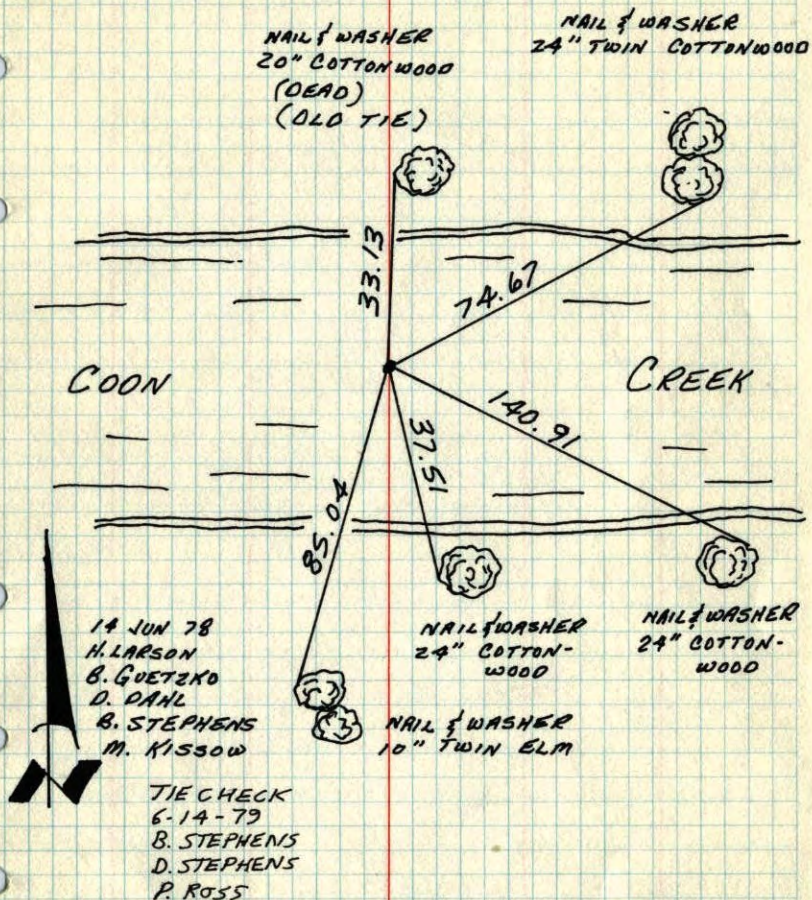 NAIL & WASHER
20" COTTONWOOD
(DEAD)
(OLD TIE)
NAIL & WASHER
24" TWIN COTTONWOOD
33.13
74.67
COON
CREEK
140.91
37.51
85.04
NAIL & WASHER
24" COTTON-
WOOD
NAIL & WASHER
24" COTTON-
WOOD
NAIL & WASHER
10" TWIN ELM
14 JUN 78
H. LARSON
B. GUETZKO
D. DAHL
B. STEPHENS
M. KISSOW
N
TIE CHECK
6-14-79
B. STEPHENS
D. STEPHENS
P. ROSS